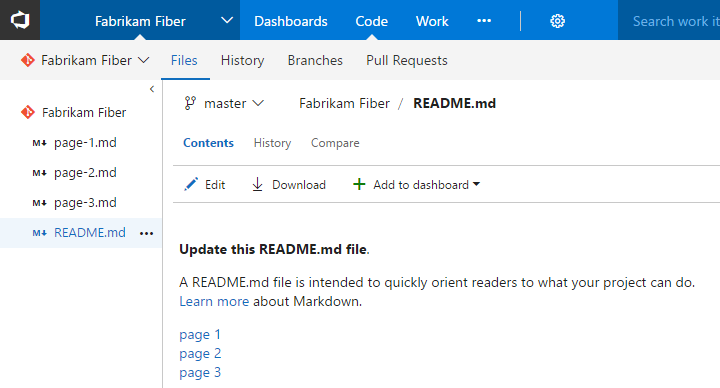 Fabrikam Fiber Dashboards Code Work ••• Search work it
Fabrikam Fiber Files History Branches Pull Requests
Fabrikam Fiber
M↓ page-1.md
M↓ page-2.md
M↓ page-3.md
M↓ README.md •••
master Fabrikam Fiber / README.md
Contents History Compare
Edit Download + Add to dashboard
Update this README.md file.
A README.md file is intended to quickly orient readers to what your project can do.
Learn more about Markdown.
page 1
page 2
page 3